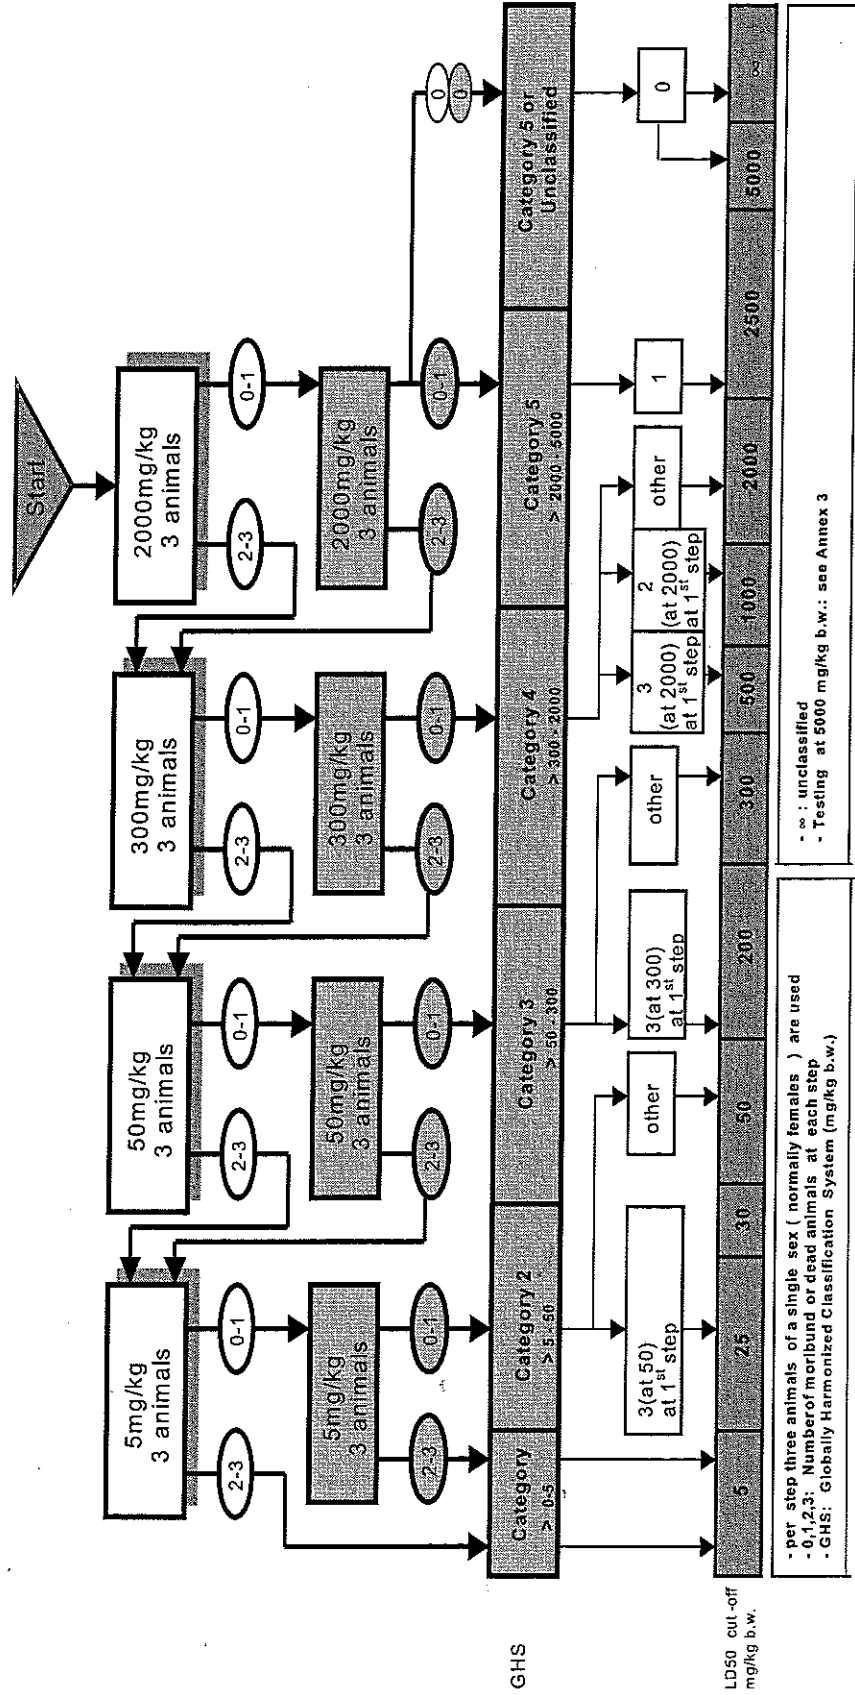 Start
5mg/kg
3 animals
50mg/kg
3 animals
300mg/kg
3 animals
2000mg/kg
3 animals
2-3
0-1
2-3
0-1
2-3
0-1
2-3
0-1
5mg/kg
3 animals
50mg/kg
3 animals
300mg/kg
3 animals
2000mg/kg
3 animals
2-3
0-1
2-3
0-1
2-3
0-1
2-3
0-1
0
0
GHS
Category
> 0-5
Category 2
> 5 - 50
Category 3
> 50 - 300
Category 4
> 300 - 2000
Category 5
> 2000 - 5000
Category 5 or
Unclassified
3(at 50)
at 1st step
other
3(at 300)
at 1st step
other
3
(at 2000)
at 1st step
2
(at 2000)
at 1st step
other
1
0
LD50 cut-off
mg/kg b.w.
5
25
30
50
200
300
500
1000
2000
2500
5000
∞
- per step three animals of a single sex ( normally females ) are used
- 0,1,2,3: Number of moribund or dead animals at each step
- GHS: Globally Harmonized Classification System (mg/kg b.w.)
- ∞ : unclassified
- Testing at 5000 mg/kg b.w.: see Annex 3